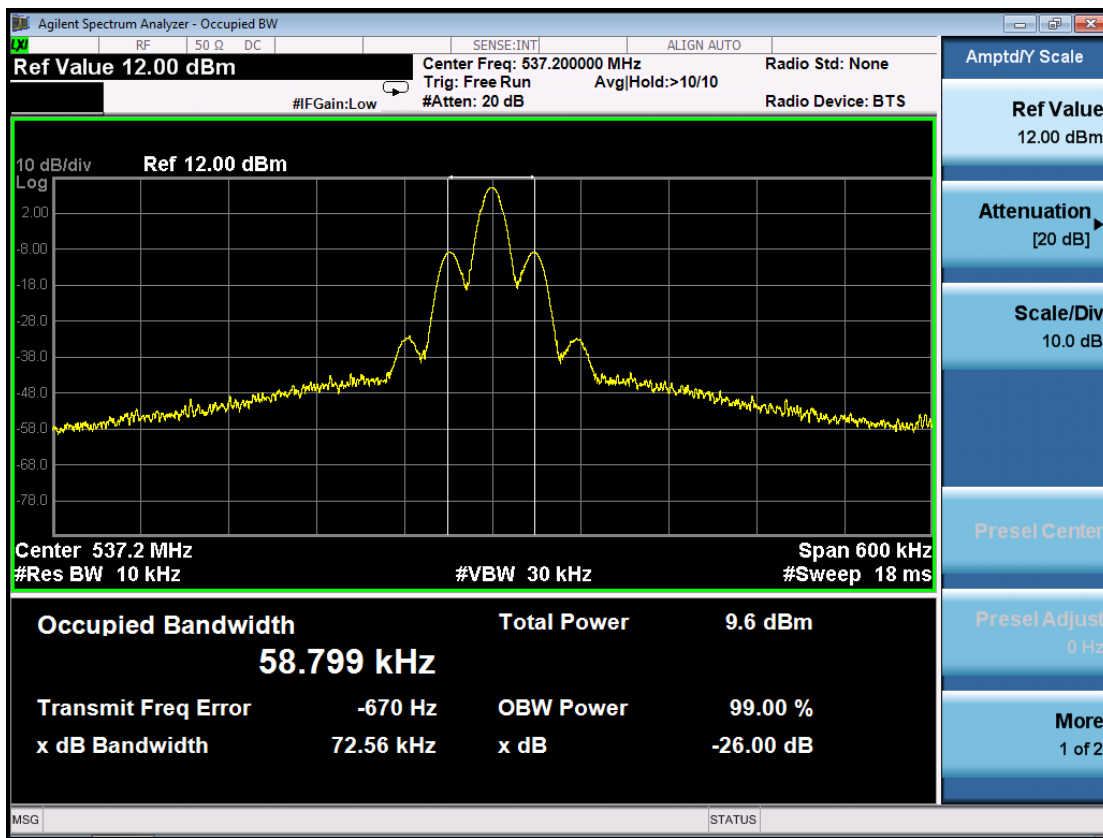 Agilent Spectrum Analyzer - Occupied BW
LXI RF 50 Ω DC SENSE:INT ALIGN AUTO
Ref Value 12.00 dBm
Center Freq: 537.200000 MHz
Radio Std: None
Trig: Free Run Avg|Hold:>10/10
#IFGain:Low #Atten: 20 dB Radio Device: BTS
10 dB/div Ref 12.00 dBm
Log
2.00
-8.00
-18.0
-28.0
-38.0
-48.0
-58.0
-68.0
-78.0
Center 537.2 MHz Span 600 kHz
#Res BW 10 kHz #VBW 30 kHz #Sweep 18 ms
Occupied Bandwidth Total Power 9.6 dBm
58.799 kHz
Transmit Freq Error -670 Hz OBW Power 99.00 %
x dB Bandwidth 72.56 kHz x dB -26.00 dB
MSG STATUS
Amptd/Y Scale
Ref Value
12.00 dBm
Attenuation
[20 dB]
Scale/Div
10.0 dB
Presel Center
Presel Adjust
0 Hz
More
1 of 2